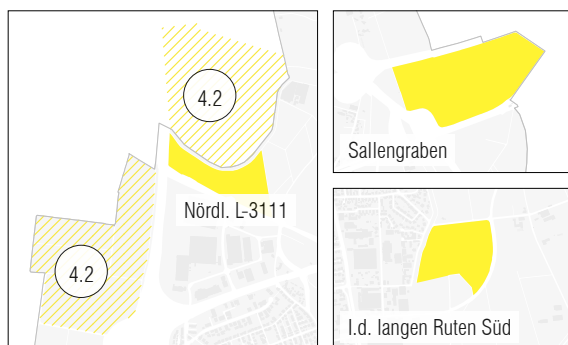 4.2
Nördl. L-3111
4.2
Sallengraben
I.d. langen Ruten Süd